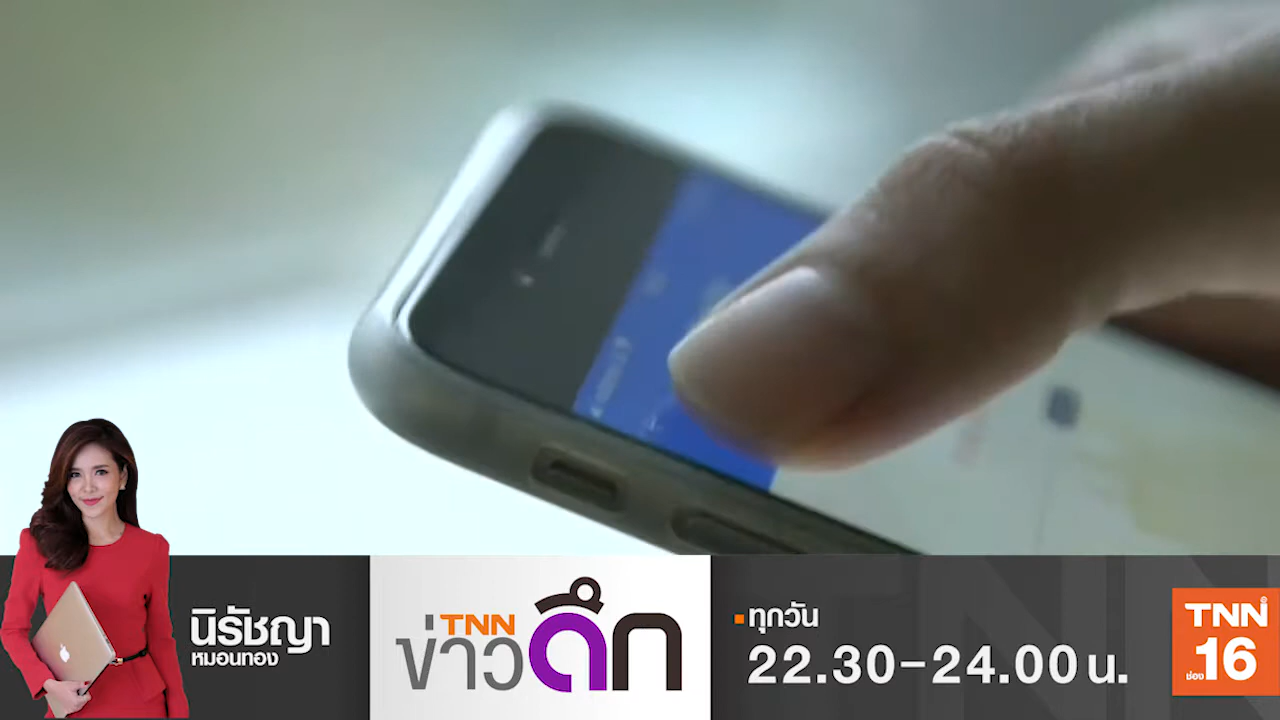 นิรัชญา
หมอนทอง
TNN
ข่าวดึก
ทุกวัน
22.30-24.00 น.
TNN
ช่อง 16